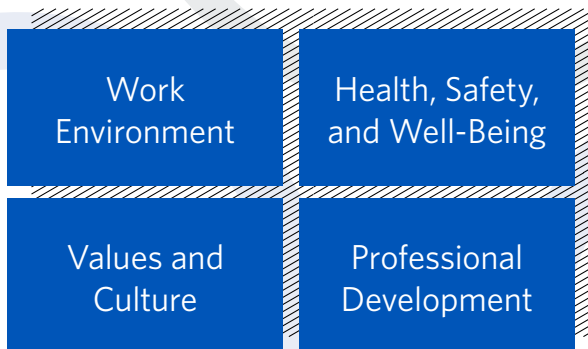 Work
Environment
Health, Safety,
and Well-Being
Values and
Culture
Professional
Development